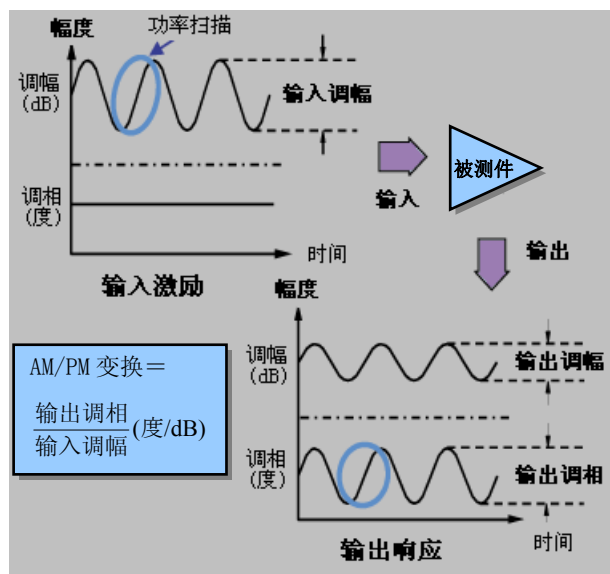 功率扫描
幅度
调幅
(dB)
输入调幅
调相
(度)
时间
输入激励
输入
被测件
输出
幅度
调幅
(dB)
输出调幅
调相
(度)
输出调相
时间
输出响应
AM/PM 变换＝
输出调相
输入调幅
(度/dB)